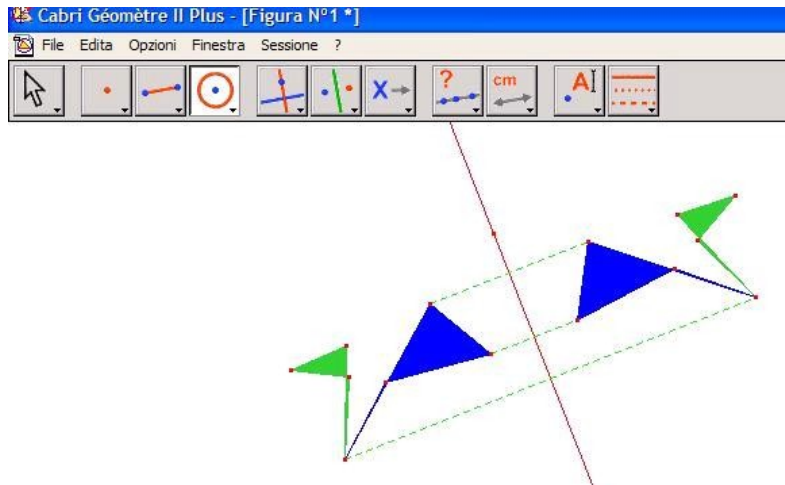 Cabri Géomètre II Plus - [Figura N°1 *]
File Edita Opzioni Finestra Sessione ?
X ? cm A